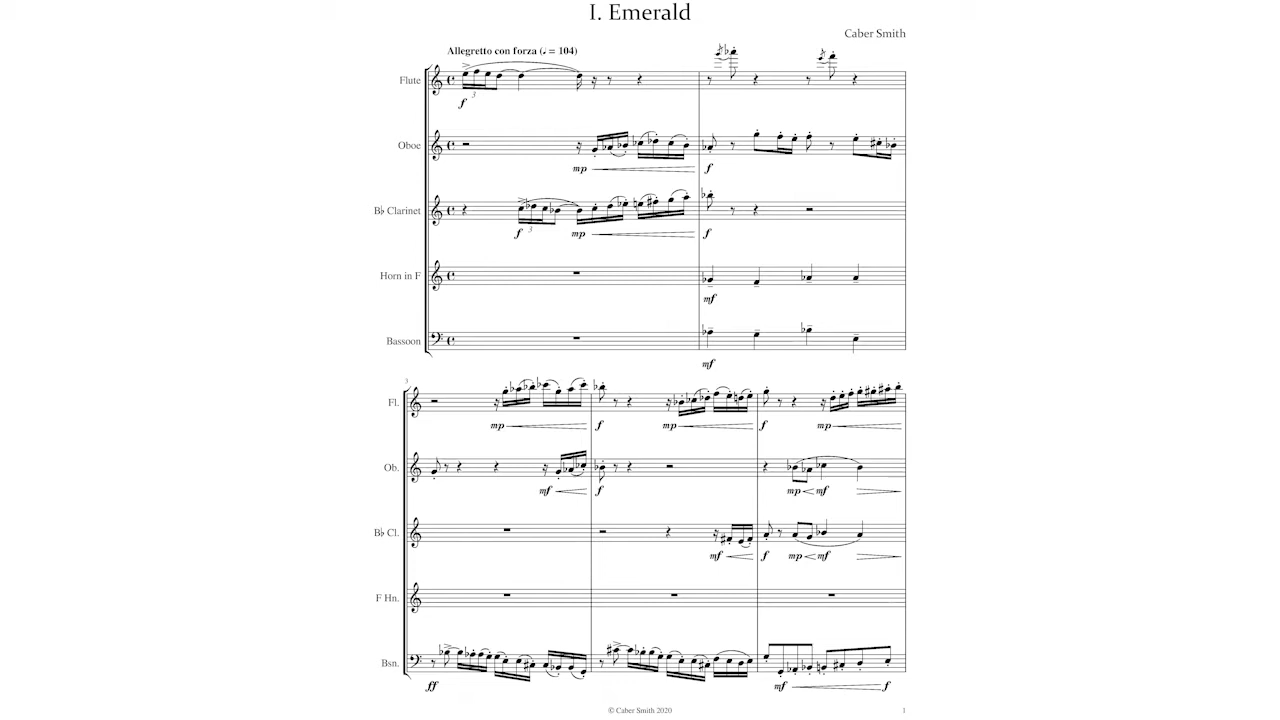 I. Emerald
Caber Smith
Allegretto con forza (♩ = 104)
Flute
3
f
Oboe
mp
f
B♭ Clarinet
3
f
mp
f
Horn in F
mf
Bassoon
mf
3
Fl.
mp
f
mp
f
mp
Ob.
mf
f
mp
mf
B♭ Cl.
mf
f
mp
mf
F Hn.
Bsn.
ff
mf
f
© Caber Smith 2020
1